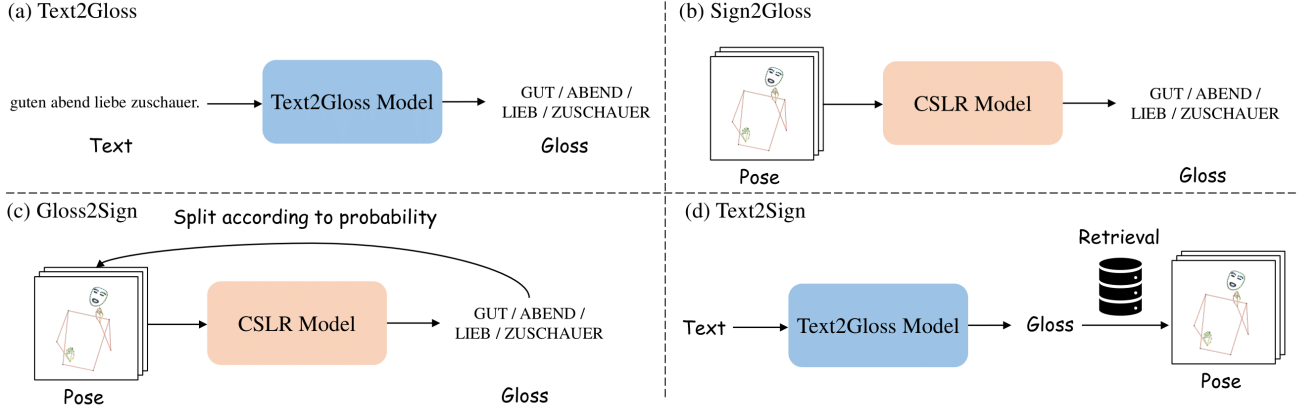 (a) Text2Gloss
guten abend liebe zuschauer.
Text
Text2Gloss Model
GUT / ABEND /
LIEB / ZUSCHAUER
Gloss
(b) Sign2Gloss
Pose
CSLR Model
GUT / ABEND /
LIEB / ZUSCHAUER
Gloss
(c) Gloss2Sign
Split according to probability
Pose
CSLR Model
GUT / ABEND /
LIEB / ZUSCHAUER
Gloss
(d) Text2Sign
Text
Text2Gloss Model
Gloss
Retrieval
Pose